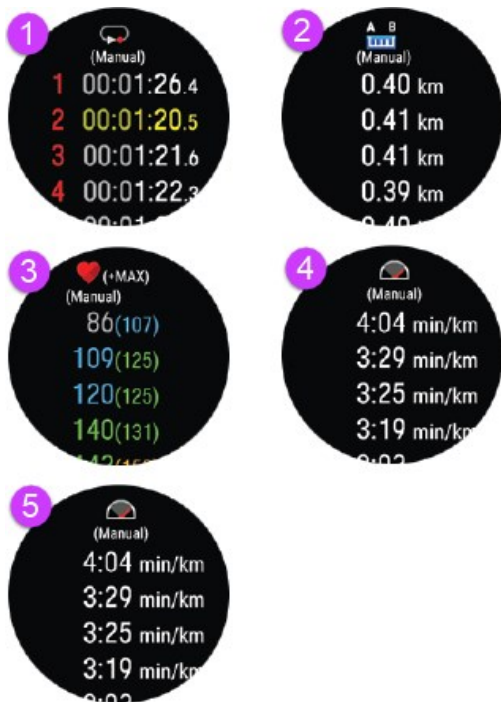 1
(Manual)
1 00:01:26.4
2 00:01:20.5
3 00:01:21.6
4 00:01:22.3
2
A B
(Manual)
0.40 km
0.41 km
0.41 km
0.39 km
3
(+MAX)
(Manual)
86(107)
109(125)
120(125)
140(131)
4
(Manual)
4:04 min/km
3:29 min/km
3:25 min/km
3:19 min/km
5
(Manual)
4:04 min/km
3:29 min/km
3:25 min/km
3:19 min/km